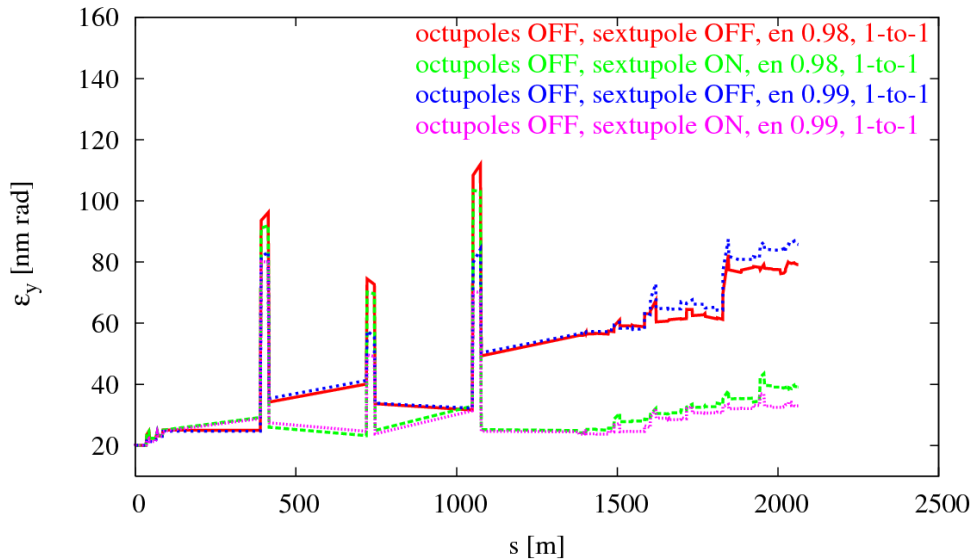 160
140
120
100
80
60
40
20
ε_y [nm rad]
octupoles OFF, sextupole OFF, en 0.98, 1-to-1
octupoles OFF, sextupole ON, en 0.98, 1-to-1
octupoles OFF, sextupole OFF, en 0.99, 1-to-1
octupoles OFF, sextupole ON, en 0.99, 1-to-1
0 500 1000 1500 2000 2500
s [m]